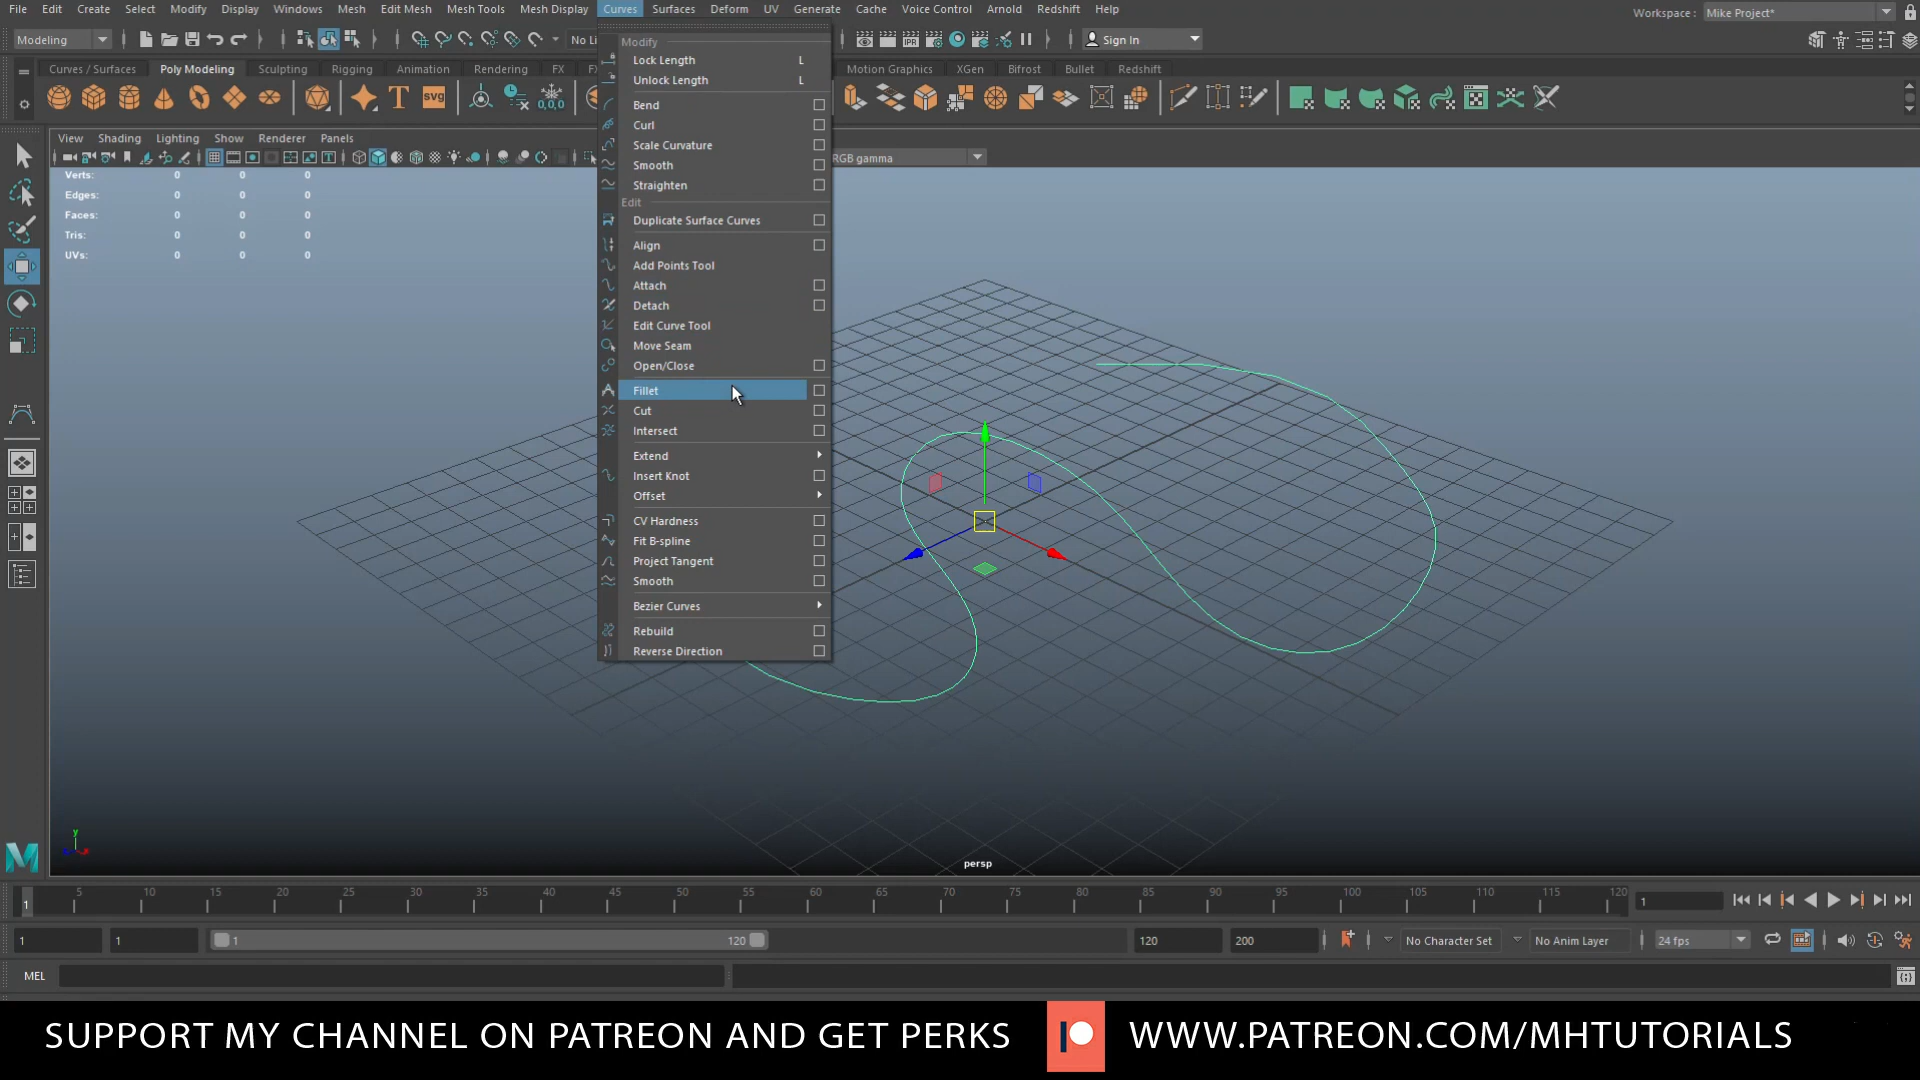 File Edit Create Select Modify Display Windows Mesh Edit Mesh Mesh Tools Mesh Display Curves Surfaces Deform UV Generate Cache Voice Control Arnold Redshift Help
Workspace : Mike Project*
Modeling
No Li
Sign In
Curves / Surfaces Poly Modeling Sculpting Rigging Animation Rendering FX Motion Graphics XGen Bifrost Bullet Redshift
T SVG 0,0,0
View Shading Lighting Show Renderer Panels
RGB gamma
Verts: 0 0 0
Edges: 0 0 0
Faces: 0 0 0
Tris: 0 0 0
UVs: 0 0 0
Modify
Lock Length L
Unlock Length L
Bend
Curl
Scale Curvature
Smooth
Straighten
Edit
Duplicate Surface Curves
Align
Add Points Tool
Attach
Detach
Edit Curve Tool
Move Seam
Open/Close
Fillet
Cut
Intersect
Extend
Insert Knot
Offset
CV Hardness
Fit B-spline
Project Tangent
Smooth
Bezier Curves
Rebuild
Reverse Direction
y
persp
1 5 10 15 20 25 30 35 40 45 50 55 60 65 70 75 80 85 90 95 100 105 110 115 120 1
1 1 1 120 120 200 No Character Set No Anim Layer 24 fps
MEL
SUPPORT MY CHANNEL ON PATREON AND GET PERKS WWW.PATREON.COM/MHTUTORIALS